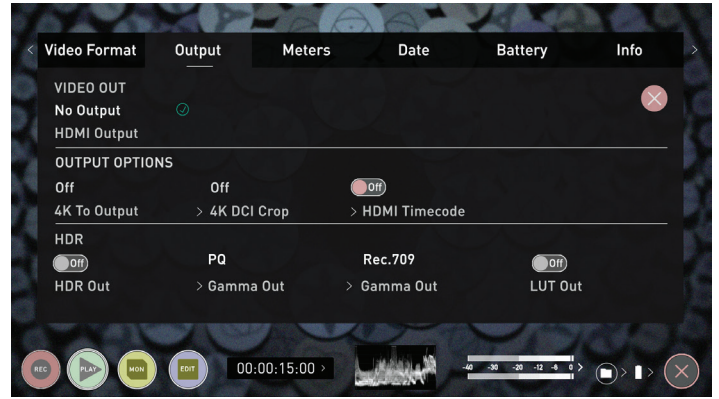 < Video Format Output Meters Date Battery Info >
VIDEO OUT
No Output
HDMI Output
OUTPUT OPTIONS
Off Off Off
4K To Output > 4K DCI Crop > HDMI Timecode
HDR
Off PQ Rec.709 Off
HDR Out > Gamma Out > Gamma Out LUT Out
REC PLAY MON EDIT 00:00:15:00 > -40 -30 -20 -12 -6 0 > > >